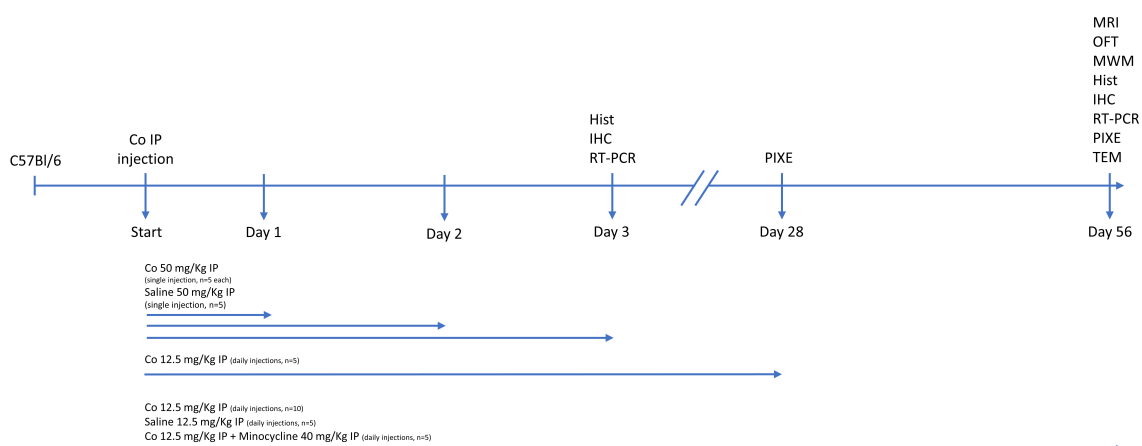 MRI
OFT
MWM
Hist
IHC
RT-PCR
PIXE
TEM
Hist
IHC
RT-PCR
PIXE
Co IP
injection
C57Bl/6
Start
Day 1
Day 2
Day 3
Day 28
Day 56
Co 50 mg/Kg IP
(single injection, n=5 each)
Saline 50 mg/Kg IP
(single injection, n=5)
Co 12.5 mg/Kg IP (daily injections, n=5)
Co 12.5 mg/Kg IP (daily injections, n=10)
Saline 12.5 mg/Kg IP (daily injections, n=5)
Co 12.5 mg/Kg IP + Minocycline 40 mg/Kg IP (daily injections, n=5)